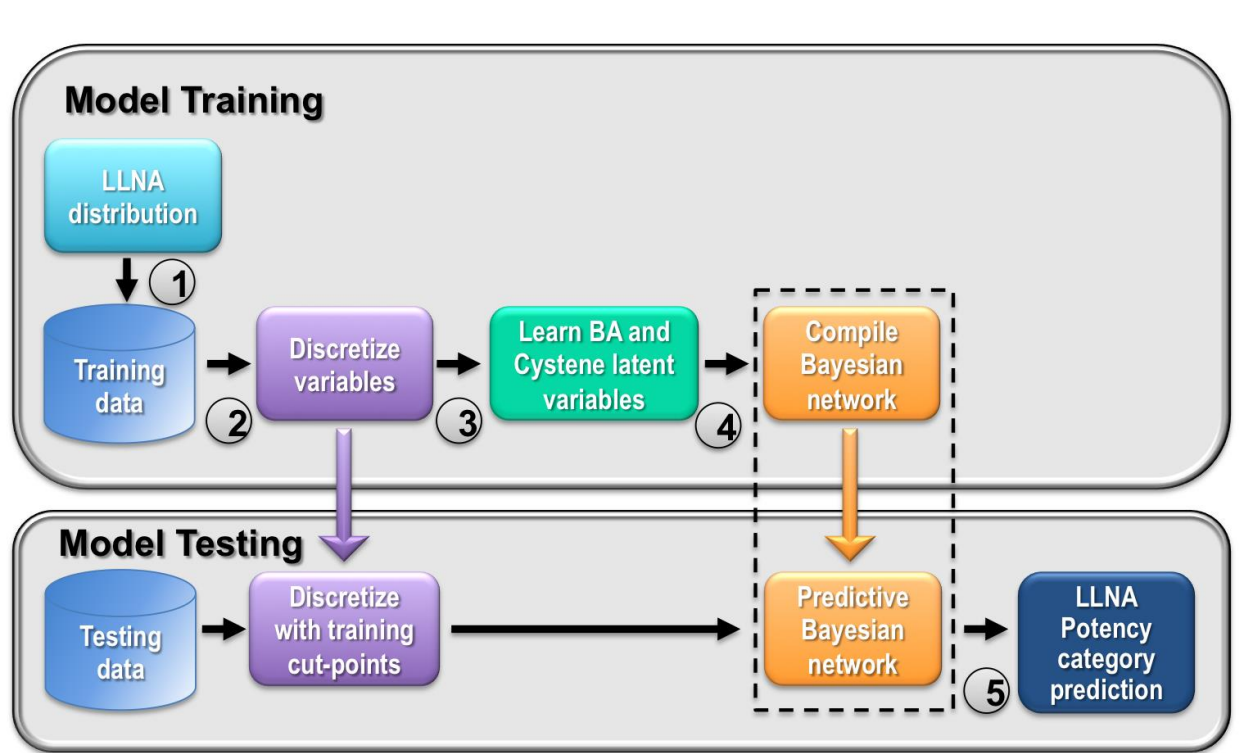 Model Training
LLNA
distribution
1
Training
data
2
Discretize
variables
3
Learn BA and
Cystene latent
variables
4
Compile
Bayesian
network
Model Testing
Testing
data
Discretize
with training
cut-points
Predictive
Bayesian
network
5
LLNA
Potency
category
prediction